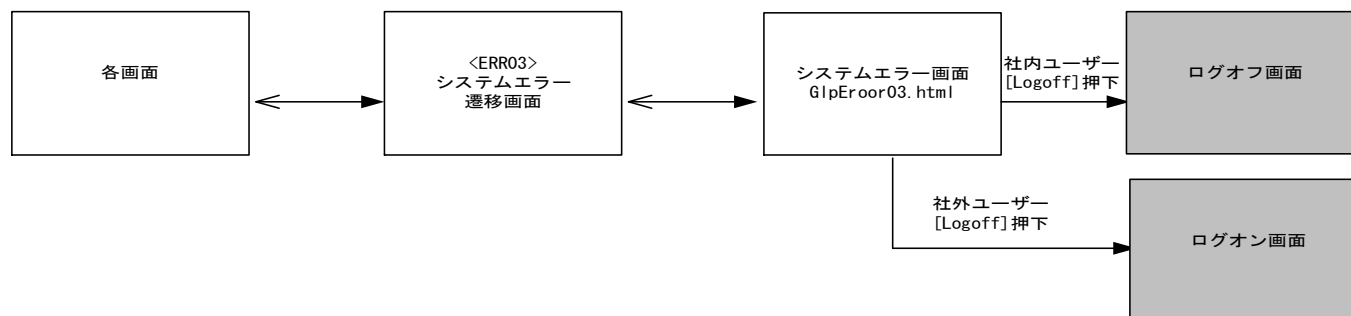 各画面
<ERR03>
システムエラー
遷移画面
システムエラー画面
GlpEroor03.html
社内ユーザー
[Logoff]押下
ログオフ画面
社外ユーザー
[Logoff]押下
ログオン画面